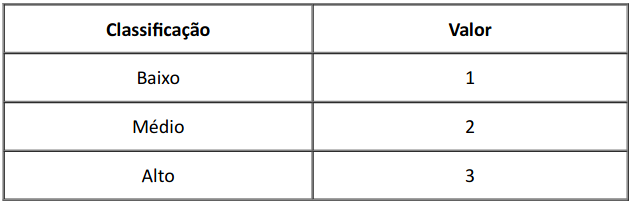 Classificação Valor
Baixo 1
Médio 2
Alto 3